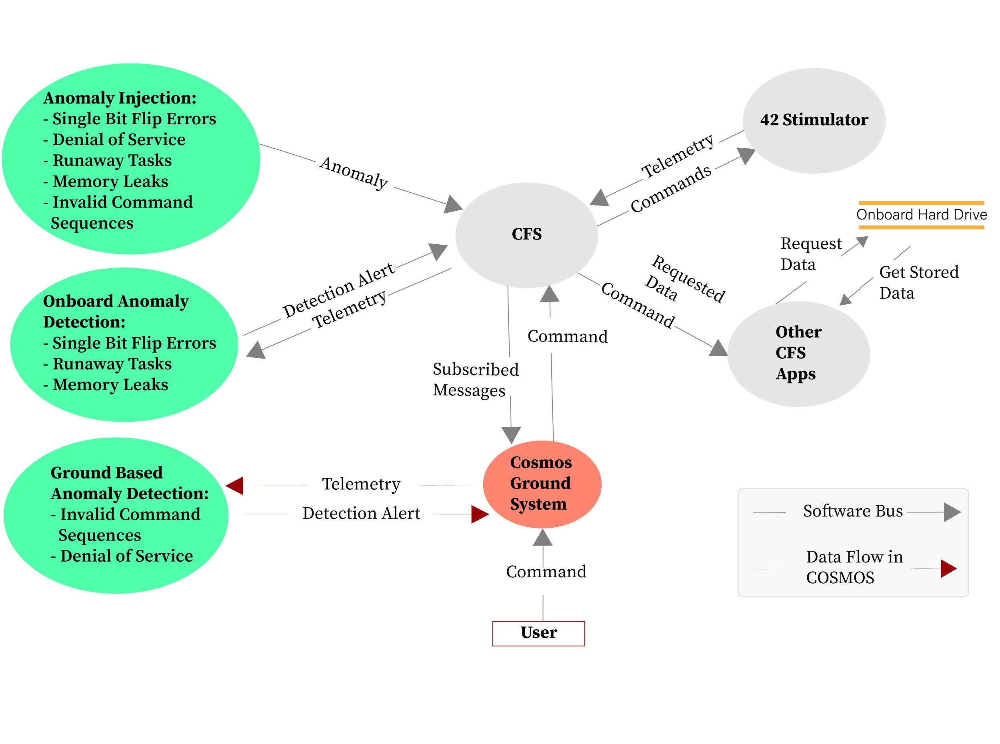 Anomaly Injection:
- Single Bit Flip Errors
- Denial of Service
- Runaway Tasks
- Memory Leaks
- Invalid Command
Sequences
Anomaly
42 Stimulator
Telemetry
Commands
CFS
Onboard Hard Drive
Request
Data
Get Stored
Data
Requested
Data
Command
Other
CFS
Apps
Detection Alert
Telemetry
Onboard Anomaly
Detection:
- Single Bit Flip Errors
- Runaway Tasks
- Memory Leaks
Command
Subscribed
Messages
Ground Based
Anomaly Detection:
- Invalid Command
Sequences
- Denial of Service
Telemetry
Detection Alert
Cosmos
Ground
System
Command
User
Software Bus
Data Flow in
COSMOS